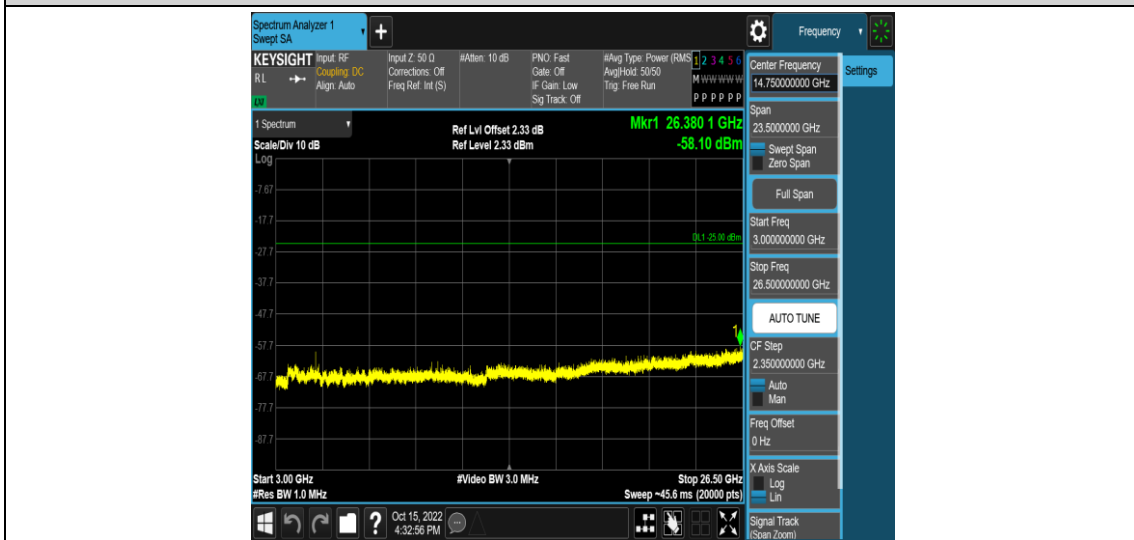 Spectrum Analyzer 1
Swept SA
+
Frequency
KEYSIGHT
RL
Input: RF
Coupling: DC
Align: Auto
Input Z: 50 Ω
Corrections: Off
Freq Ref: Int (S)
#Atten: 10 dB
PNO: Fast
Gate: Off
IF Gain: Low
Sig Track: Off
#Avg Type: Power (RMS
Avg|Hold: 50/50
Trig: Free Run
1 2 3 4 5 6
M W W W W W
P P P P P P
1 Spectrum
Scale/Div 10 dB
Log
Ref Lvl Offset 2.33 dB
Ref Level 2.33 dBm
Mkr1 26.380 1 GHz
-58.10 dBm
-7.67
-17.7
DL1 -25.00 dBm
-27.7
-37.7
-47.7
1
-57.7
-67.7
-77.7
-87.7
Start 3.00 GHz
#Video BW 3.0 MHz
Stop 26.50 GHz
#Res BW 1.0 MHz
Sweep ~45.6 ms (20000 pts)
Center Frequency
14.750000000 GHz
Settings
Span
23.5000000 GHz
Swept Span
Zero Span
Full Span
Start Freq
3.000000000 GHz
Stop Freq
26.500000000 GHz
AUTO TUNE
CF Step
2.350000000 GHz
Auto
Man
Freq Offset
0 Hz
X Axis Scale
Log
Lin
Signal Track
(Span Zoom)
?
Oct 15, 2022
4:32:56 PM